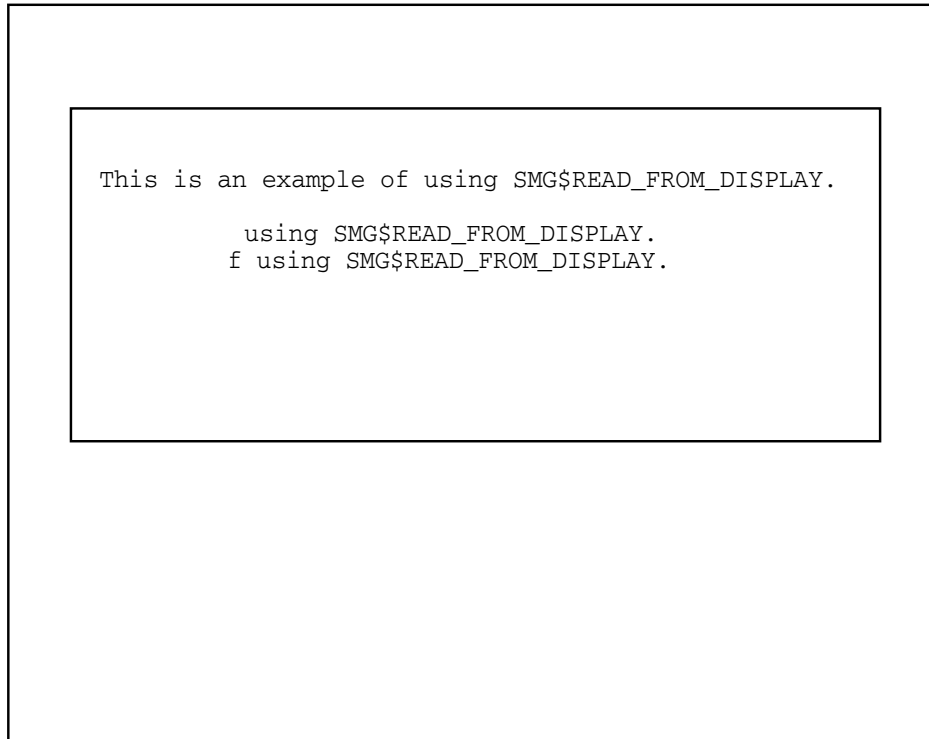 This is an example of using SMG$READ_FROM_DISPLAY.
using SMG$READ_FROM_DISPLAY.
f using SMG$READ_FROM_DISPLAY.